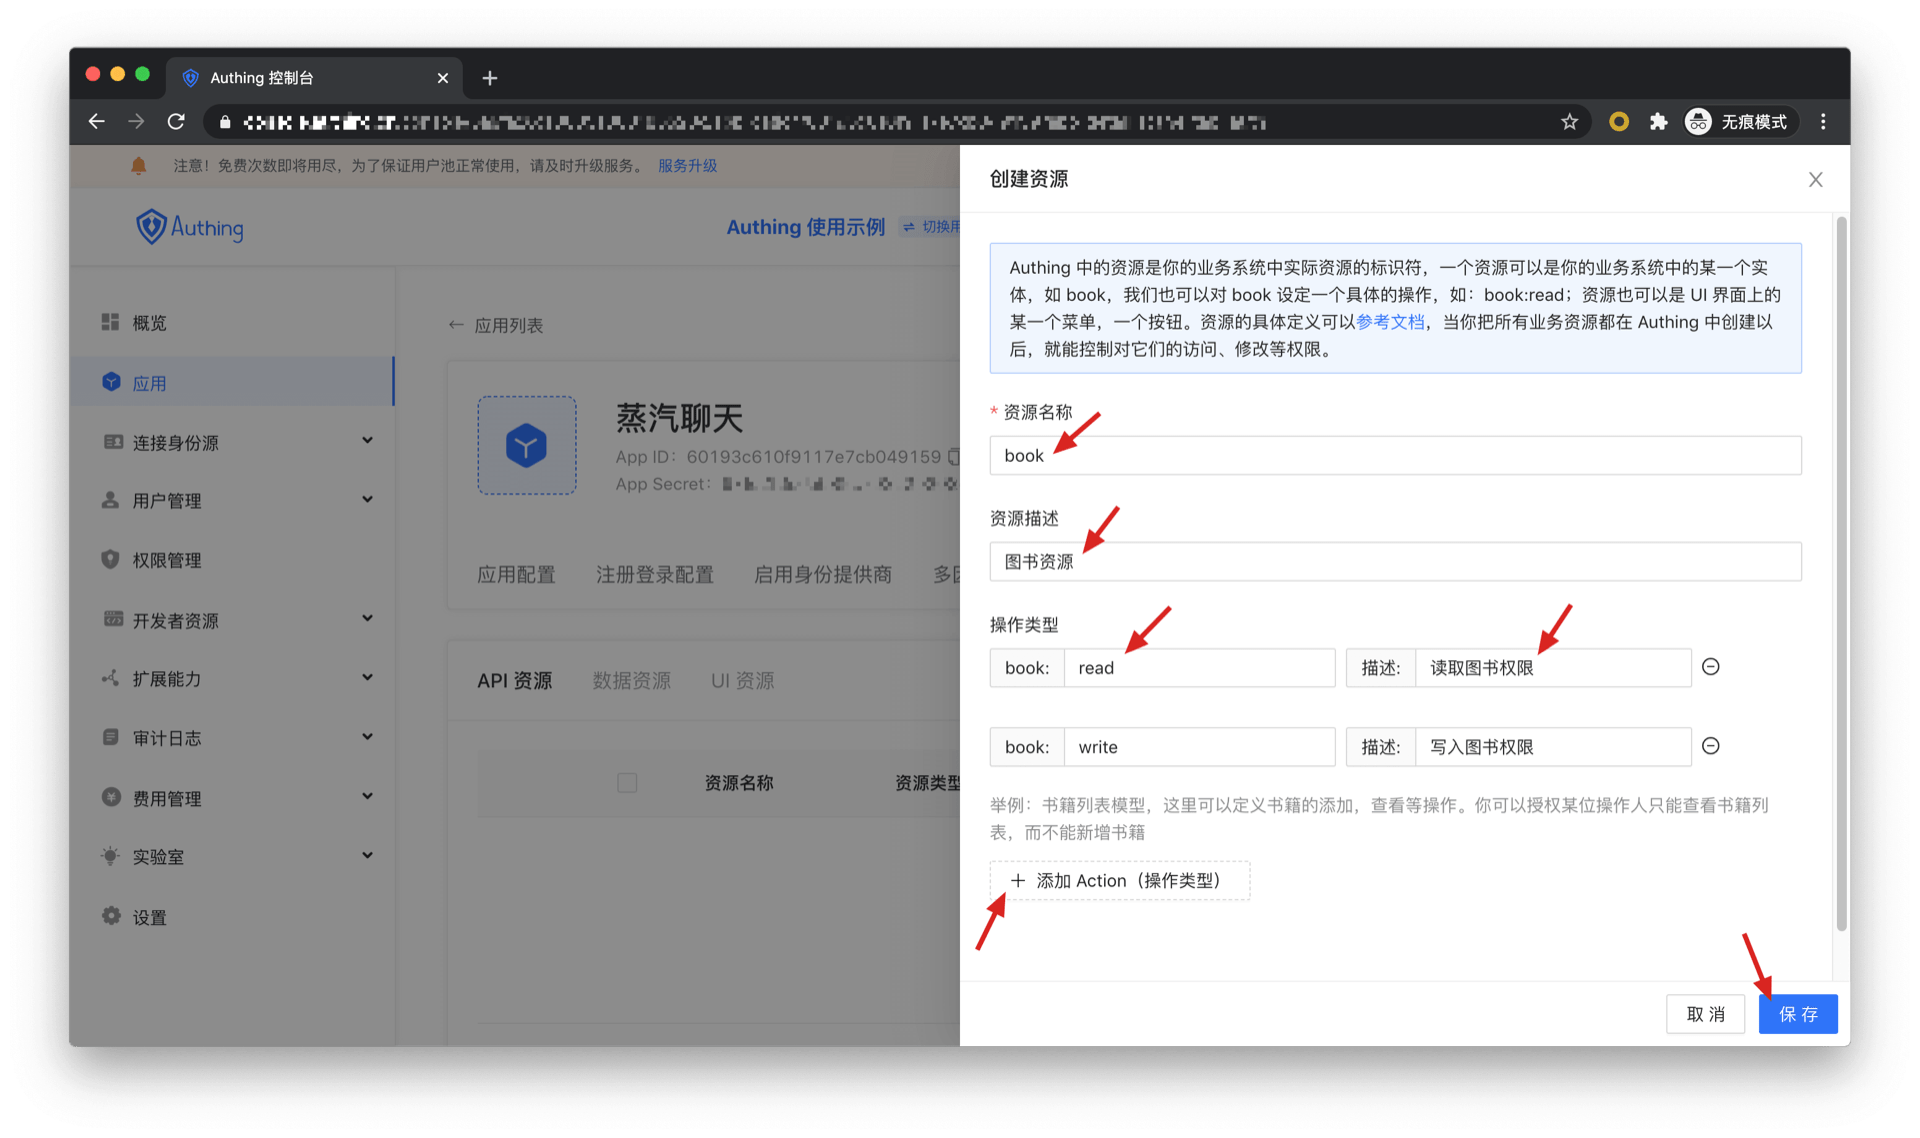 Authing 控制台
无痕模式
注意！免费次数即将用尽，为了保证用户池正常使用，请及时升级服务。 服务升级
Authing
Authing 使用示例
切换用
概览
应用
连接身份源
用户管理
权限管理
开发者资源
扩展能力
审计日志
费用管理
实验室
设置
← 应用列表
蒸汽聊天
App ID：60193c610f9117e7cb049159
App Secret：
应用配置 注册登录配置 启用身份提供商
API 资源 数据资源 UI 资源
资源名称 资源类型
创建资源
Authing 中的资源是你的业务系统中实际资源的标识符，一个资源可以是你的业务系统中的某一个实
体，如 book，我们也可以对 book 设定一个具体的操作，如：book:read；资源也可以是 UI 界面上的
某一个菜单，一个按钮。资源的具体定义可以参考文档，当你把所有业务资源都在 Authing 中创建以
后，就能控制对它们的访问、修改等权限。
* 资源名称
book
资源描述
图书资源
操作类型
book: read 描述: 读取图书权限
book: write 描述: 写入图书权限
举例：书籍列表模型，这里可以定义书籍的添加，查看等操作。你可以授权某位操作人只能查看书籍列
表，而不能新增书籍
+ 添加 Action（操作类型）
取 消
保 存